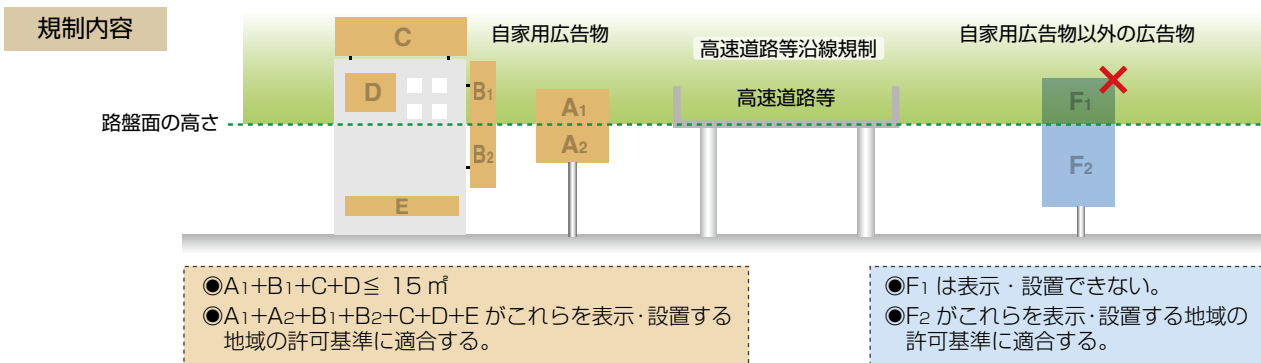 規制内容
自家用広告物
高速道路等沿線規制
自家用広告物以外の広告物
C
D
B1
A1
高速道路等
F1
路盤面の高さ
B2
A2
F2
E
◉A1+B1+C+D≦ 15 ㎡
◉A1+A2+B1+B2+C+D+E がこれらを表示・設置する
地域の許可基準に適合する。
◉F1 は表示・設置できない。
◉F2 がこれらを表示・設置する地域の
許可基準に適合する。